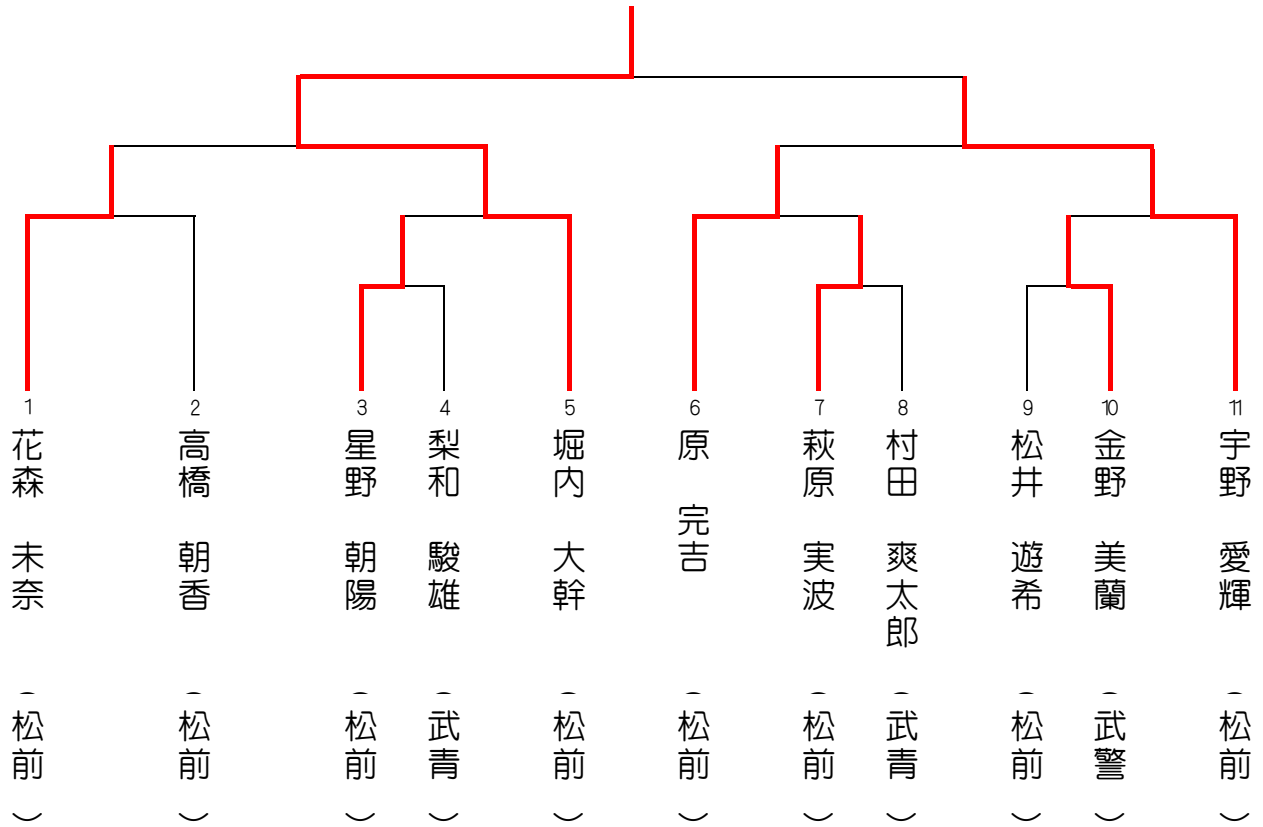 1
花森 未奈 （松前）
2
高橋 朝香 （松前）
3
星野 朝陽 （松前）
4
梨和 駿雄 （武青）
5
堀内 大幹 （松前）
6
原 完吉 （松前）
7
萩原 実波 （松前）
8
村田 爽太郎 （武青）
9
松井 遊希 （松前）
10
金野 美蘭 （武警）
11
宇野 愛輝 （松前）